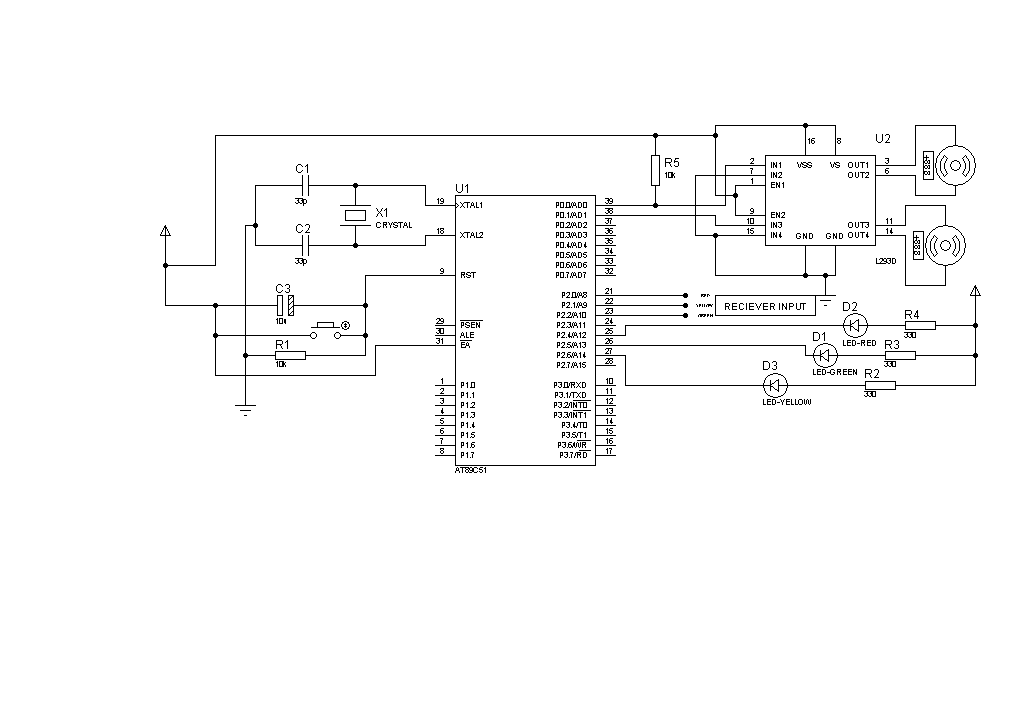 C1
33p
X1
CRYSTAL
C2
33p
C3
10u
R1
10k
U1
19 XTAL1
18 XTAL2
9 RST
29 PSEN
30 ALE
31 EA
1 P1.0
2 P1.1
3 P1.2
4 P1.3
5 P1.4
6 P1.5
7 P1.6
8 P1.7
P0.0/AD0 39
P0.1/AD1 38
P0.2/AD2 37
P0.3/AD3 36
P0.4/AD4 35
P0.5/AD5 34
P0.6/AD6 33
P0.7/AD7 32
P2.0/A8 21
P2.1/A9 22
P2.2/A10 23
P2.3/A11 24
P2.4/A12 25
P2.5/A13 26
P2.6/A14 27
P2.7/A15 28
P3.0/RXD 10
P3.1/TXD 11
P3.2/INT0 12
P3.3/INT1 13
P3.4/T0 14
P3.5/T1 15
P3.6/WR 16
P3.7/RD 17
AT89C51
R5
10k
U2
16 8
2 IN1 VSS VS OUT1 3
7 IN2 OUT2 6
1 EN1
9 EN2
10 IN3 OUT3 11
15 IN4 GND GND OUT4 14
L293D
+888
+888
RED
YELLOW
GREEN
RECIEVER INPUT
D2
LED-RED
R4
330
D1
LED-GREEN
R3
330
D3
LED-YELLOW
R2
330